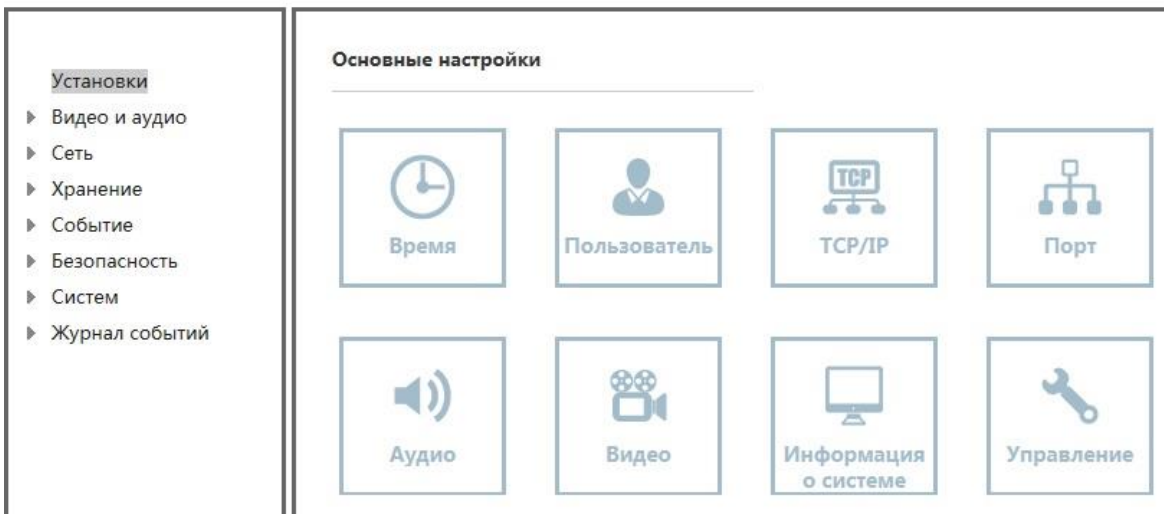 Установки
Видео и аудио
Сеть
Хранение
Событие
Безопасность
Систем
Журнал событий
Основные настройки
Время
Пользователь
TCP
TCP/IP
Порт
Аудио
Видео
Информация
о системе
Управление